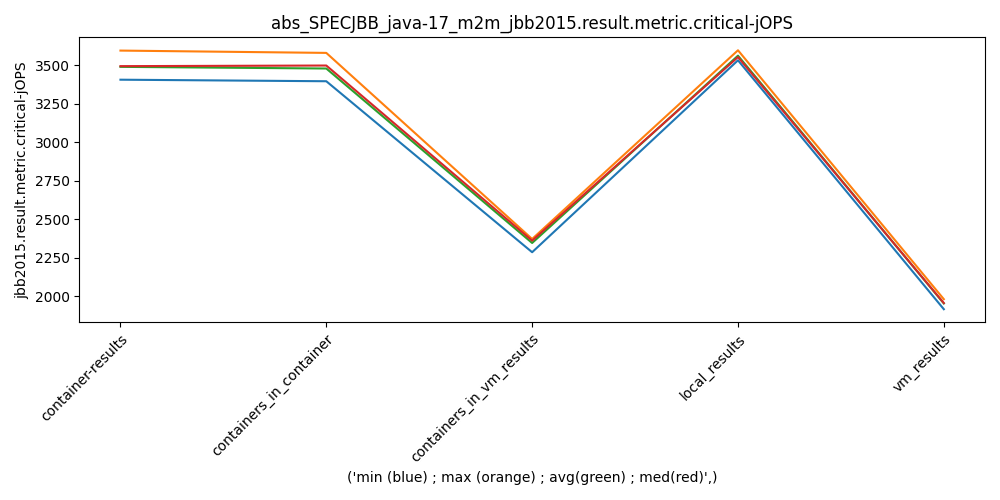 abs_SPECJBB_java-17_m2m_jbb2015.result.metric.critical-jOPS
jbb2015.result.metric.critical-jOPS
3500
3250
3000
2750
2500
2250
2000
container-results
containers_in_container
containers_in_vm_results
local_results
vm_results
('min (blue) ; max (orange) ; avg(green) ; med(red)',)